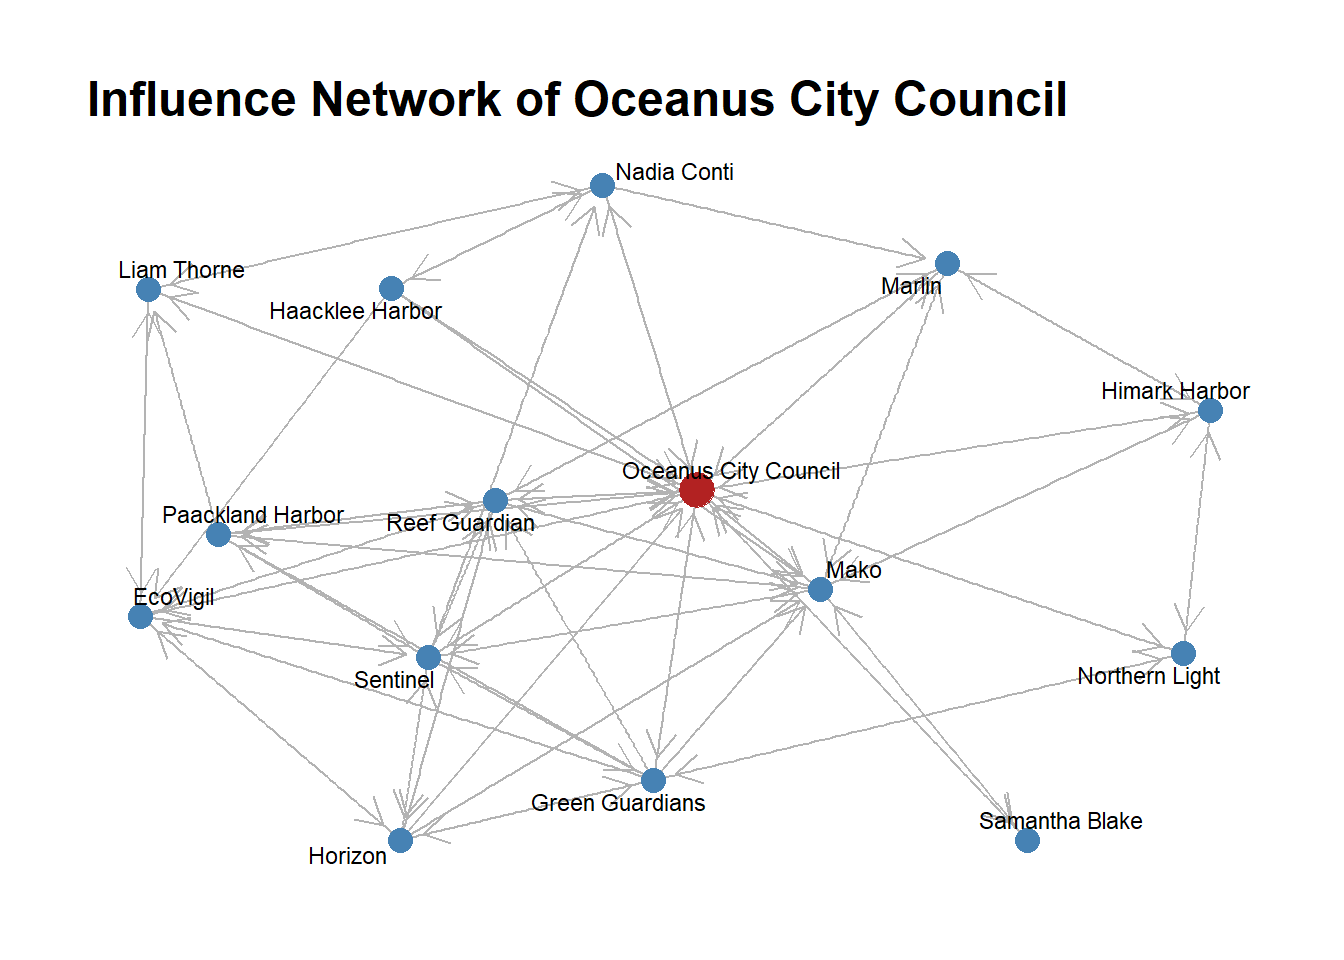 Influence Network of Oceanus City Council
Nadia Conti
Liam Thorne
Marlin
Haacklee Harbor
Himark Harbor
Oceanus City Council
Paackland Harbor
Reef Guardian
Mako
EcoVigil
Sentinel
Northern Light
Green Guardians
Samantha Blake
Horizon